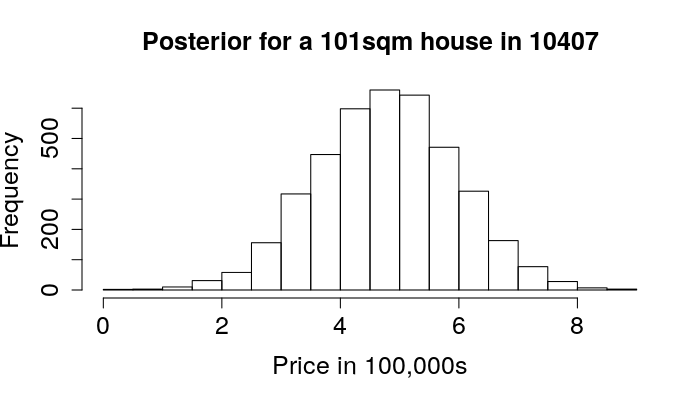 Posterior for a 101sqm house in 10407
Frequency
500
200
0
0 2 4 6 8
Price in 100,000s